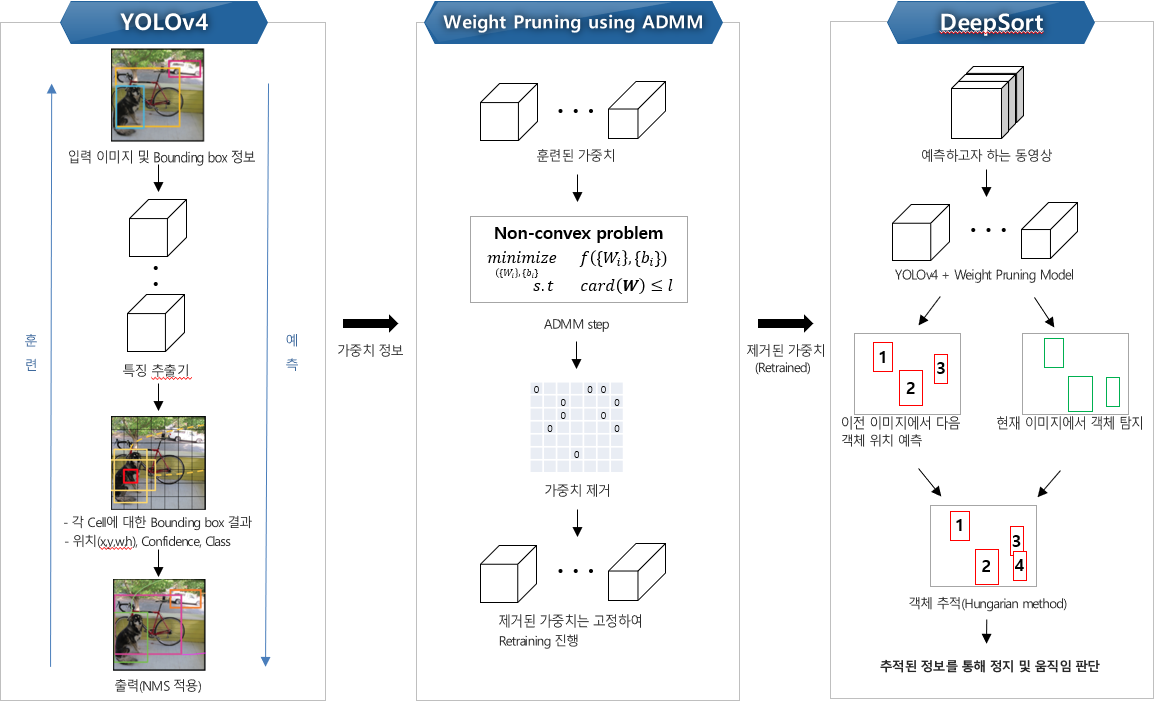 YOLOv4
입력 이미지 및 Bounding box 정보
특징 추출기
- 각 Cell에 대한 Bounding box 결과
- 위치(x,y,w,h), Confidence, Class
출력(NMS 적용)
훈
련
예
측
가중치 정보
Weight Pruning using ADMM
훈련된 가중치
Non-convex problem
minimize f({W_i},{b_i})
({W_i},{b_i}
s.t card(W) ≤ l
ADMM step
0 0 0
0 0
0 0
0 0
0
가중치 제거
제거된 가중치는 고정하여
Retraining 진행
제거된 가중치
(Retrained)
DeepSort
예측하고자 하는 동영상
YOLOv4 + Weight Pruning Model
1
2
3
이전 이미지에서 다음
객체 위치 예측
현재 이미지에서 객체 탐지
1
2
3
4
객체 추적(Hungarian method)
추적된 정보를 통해 정지 및 움직임 판단